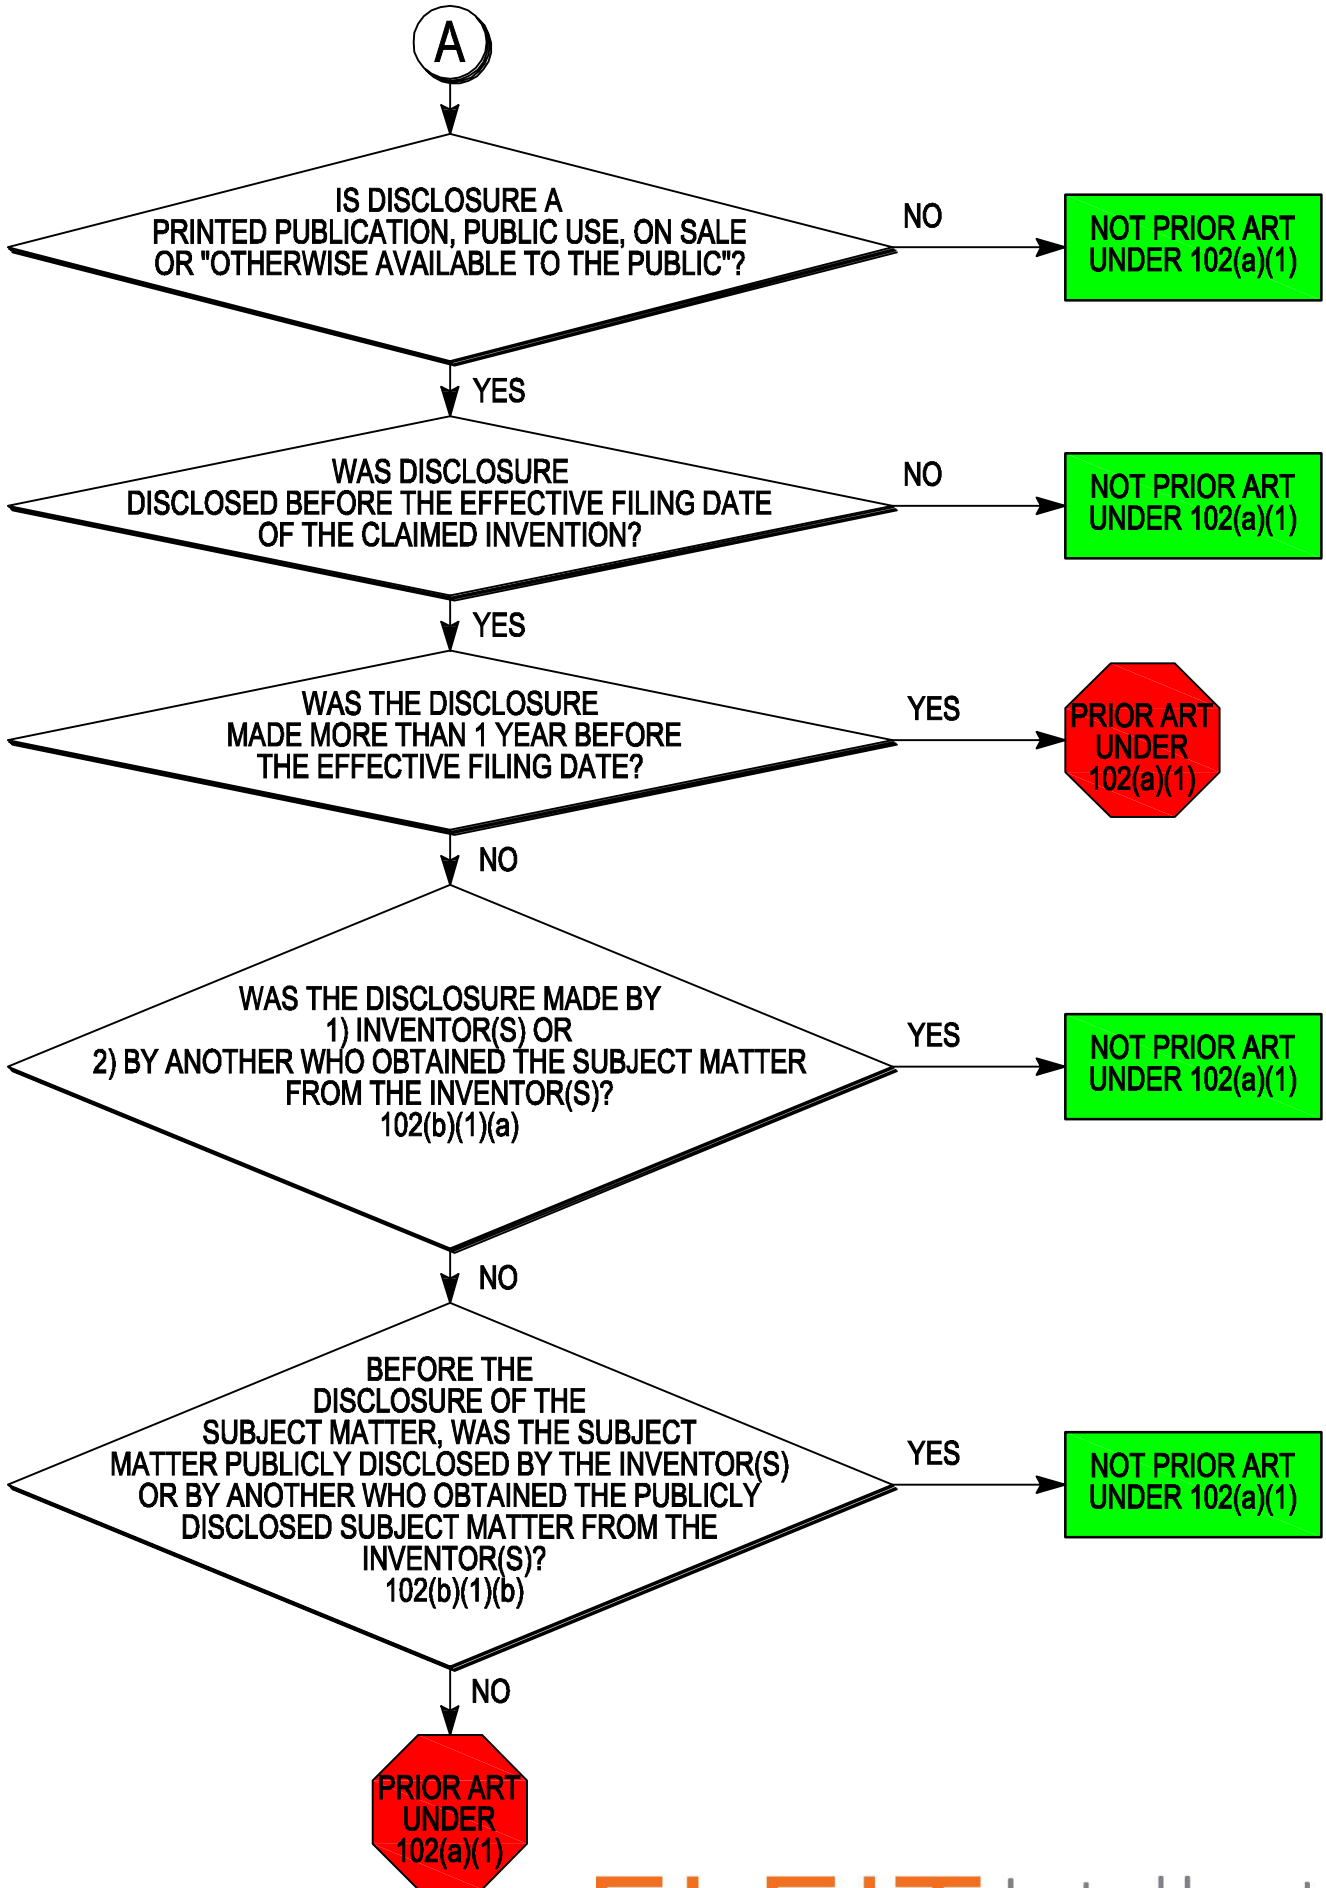 A
IS DISCLOSURE A
PRINTED PUBLICATION, PUBLIC USE, ON SALE
OR "OTHERWISE AVAILABLE TO THE PUBLIC"?
NO
NOT PRIOR ART
UNDER 102(a)(1)
YES
WAS DISCLOSURE
DISCLOSED BEFORE THE EFFECTIVE FILING DATE
OF THE CLAIMED INVENTION?
NO
NOT PRIOR ART
UNDER 102(a)(1)
YES
WAS THE DISCLOSURE
MADE MORE THAN 1 YEAR BEFORE
THE EFFECTIVE FILING DATE?
YES
PRIOR ART
UNDER
102(a)(1)
NO
WAS THE DISCLOSURE MADE BY
1) INVENTOR(S) OR
2) BY ANOTHER WHO OBTAINED THE SUBJECT MATTER
FROM THE INVENTOR(S)?
102(b)(1)(a)
YES
NOT PRIOR ART
UNDER 102(a)(1)
NO
BEFORE THE
DISCLOSURE OF THE
SUBJECT MATTER, WAS THE SUBJECT
MATTER PUBLICLY DISCLOSED BY THE INVENTOR(S)
OR BY ANOTHER WHO OBTAINED THE PUBLICLY
DISCLOSED SUBJECT MATTER FROM THE
INVENTOR(S)?
102(b)(1)(b)
YES
NOT PRIOR ART
UNDER 102(a)(1)
NO
PRIOR ART
UNDER
102(a)(1)